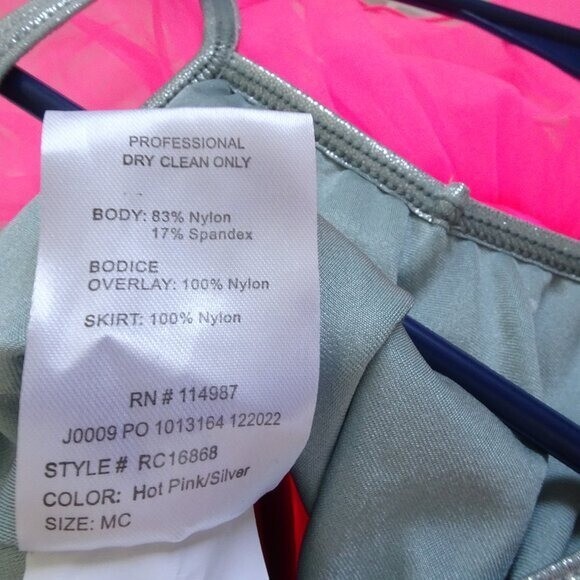 PROFESSIONAL
DRY CLEAN ONLY
BODY: 83% Nylon
17% Spandex
BODICE
OVERLAY: 100% Nylon
SKIRT: 100% Nylon
RN # 114987
J0009 PO 1013164 122022
STYLE# RC16868
COLOR: Hot Pink/Silver
SIZE: MC